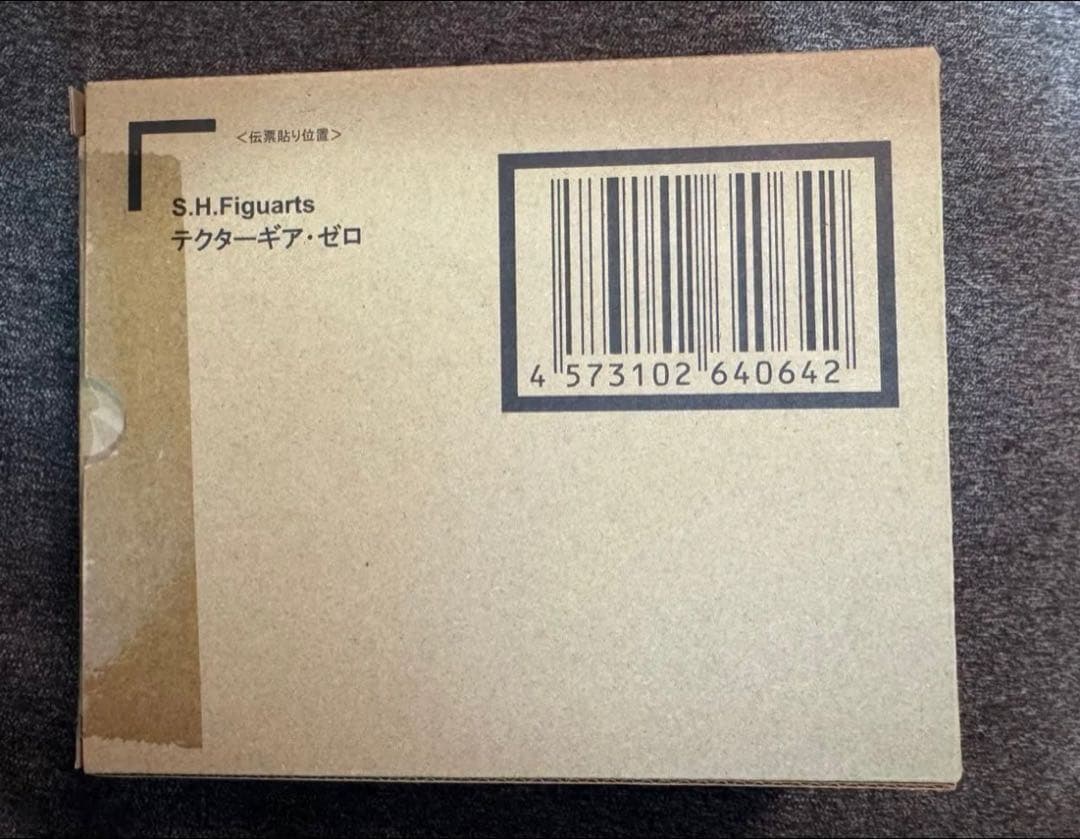 <伝票貼り位置>
S.H.Figuarts
テクターギア・ゼロ
4 573102 640642